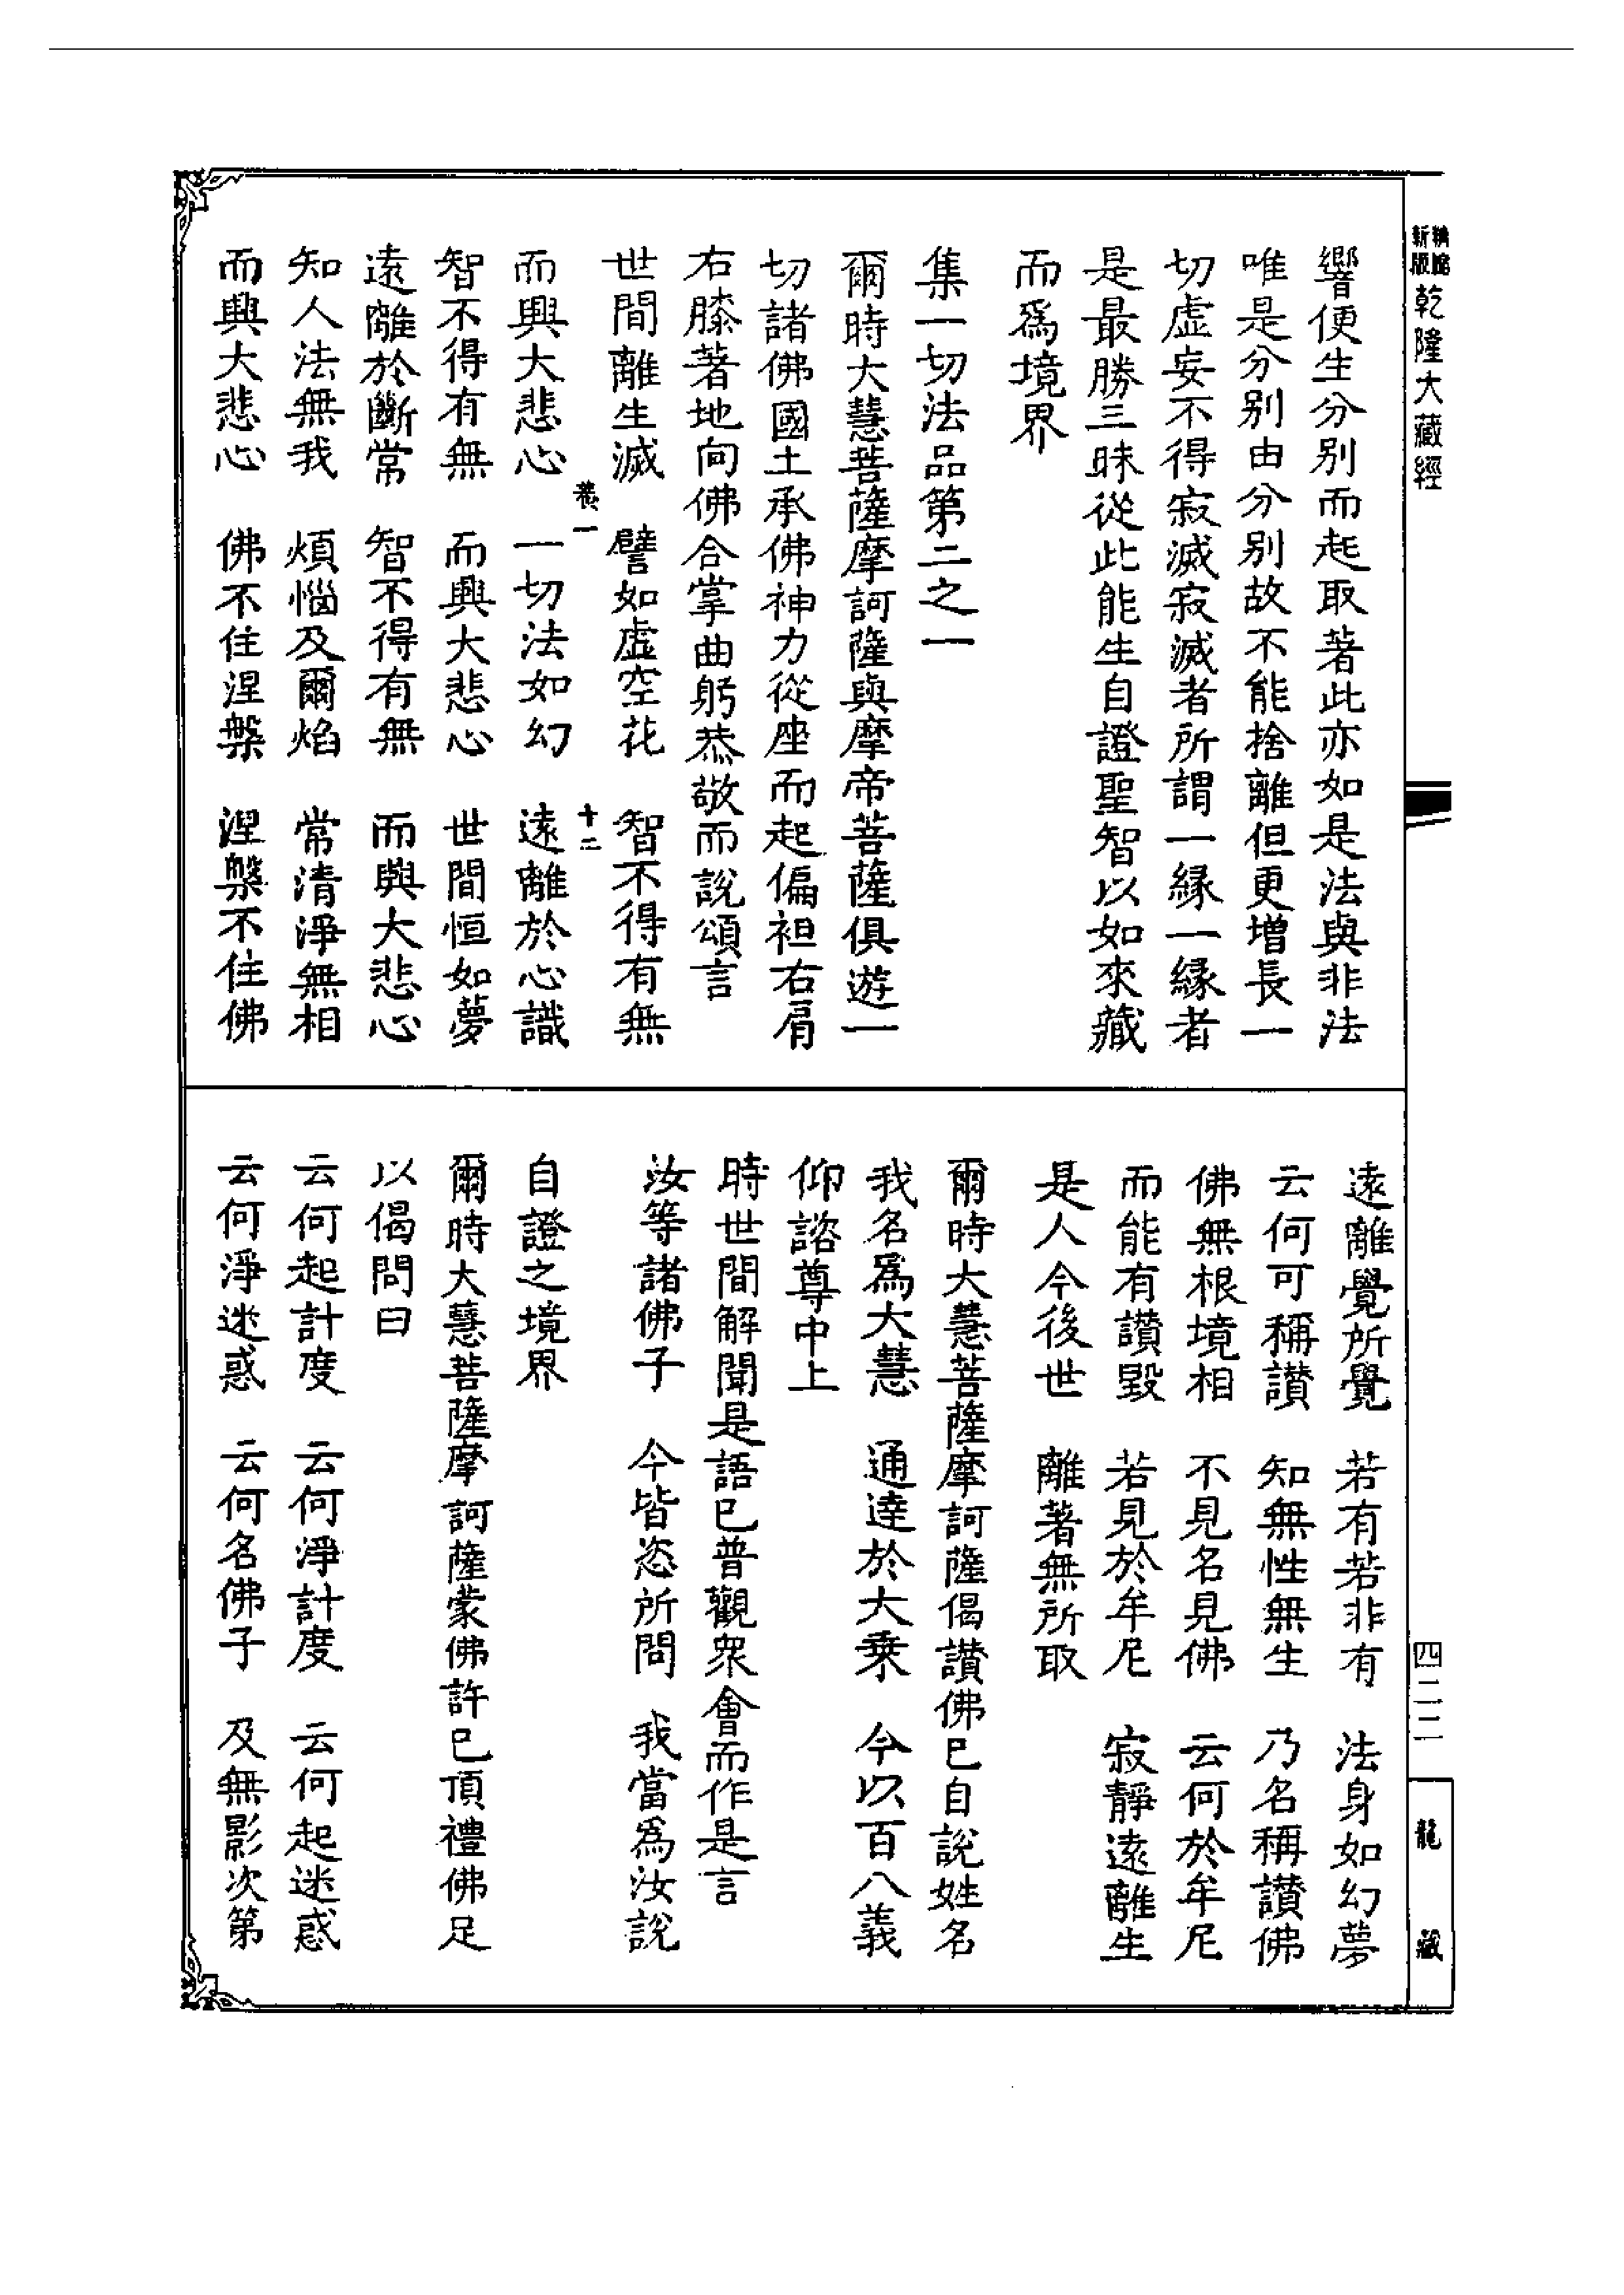 新版
精縮
乾隆大藏經
響便生分別而起取著此亦如是法與非法
唯是分別由分別故不能捨離但更增長一
切虛妄不得寂滅寂滅者所謂一緣一緣者
是最勝三昧從此能生自證聖智以如來藏
而爲境界
集一切法品第二之一
爾時大慧菩薩摩訶薩與摩帝菩薩俱遊一
切諸佛國土承佛神力從座而起偏袒右肩
右膝著地向佛合掌曲躬恭敬而說頌言
世間離生滅　譬如虛空花　智不得有無
卷一　十二
而興大悲心　一切法如幻　遠離於心識
智不得有無　而興大悲心　世間恒如夢
遠離於斷常　智不得有無　而興大悲心
知人法無我　煩惱及爾焰　常清淨無相
而興大悲心　佛不住涅槃　涅槃不住佛
遠離覺所覺　若有若非有　法身如幻夢
云何可稱讃　知無性無生　乃名稱讃佛
佛無根境相　不見名見佛　云何於牟尼
而能有讃毀　若見於牟尼　寂靜遠離生
是人今後世　離著無所取
爾時大慧菩薩摩訶薩偈讃佛已自說姓名
我名爲大慧　通達於大乘　今以百八義
仰諮尊中上
時世間解聞是語已普觀衆會而作是言
汝等諸佛子　今皆恣所問　我當爲汝說
自證之境界
爾時大慧菩薩摩訶薩蒙佛許已頂禮佛足
以偈問曰
云何起計度　云何淨計度　云何起迷惑
云何淨迷惑　云何名佛子　及無影次第
四二二
龍藏